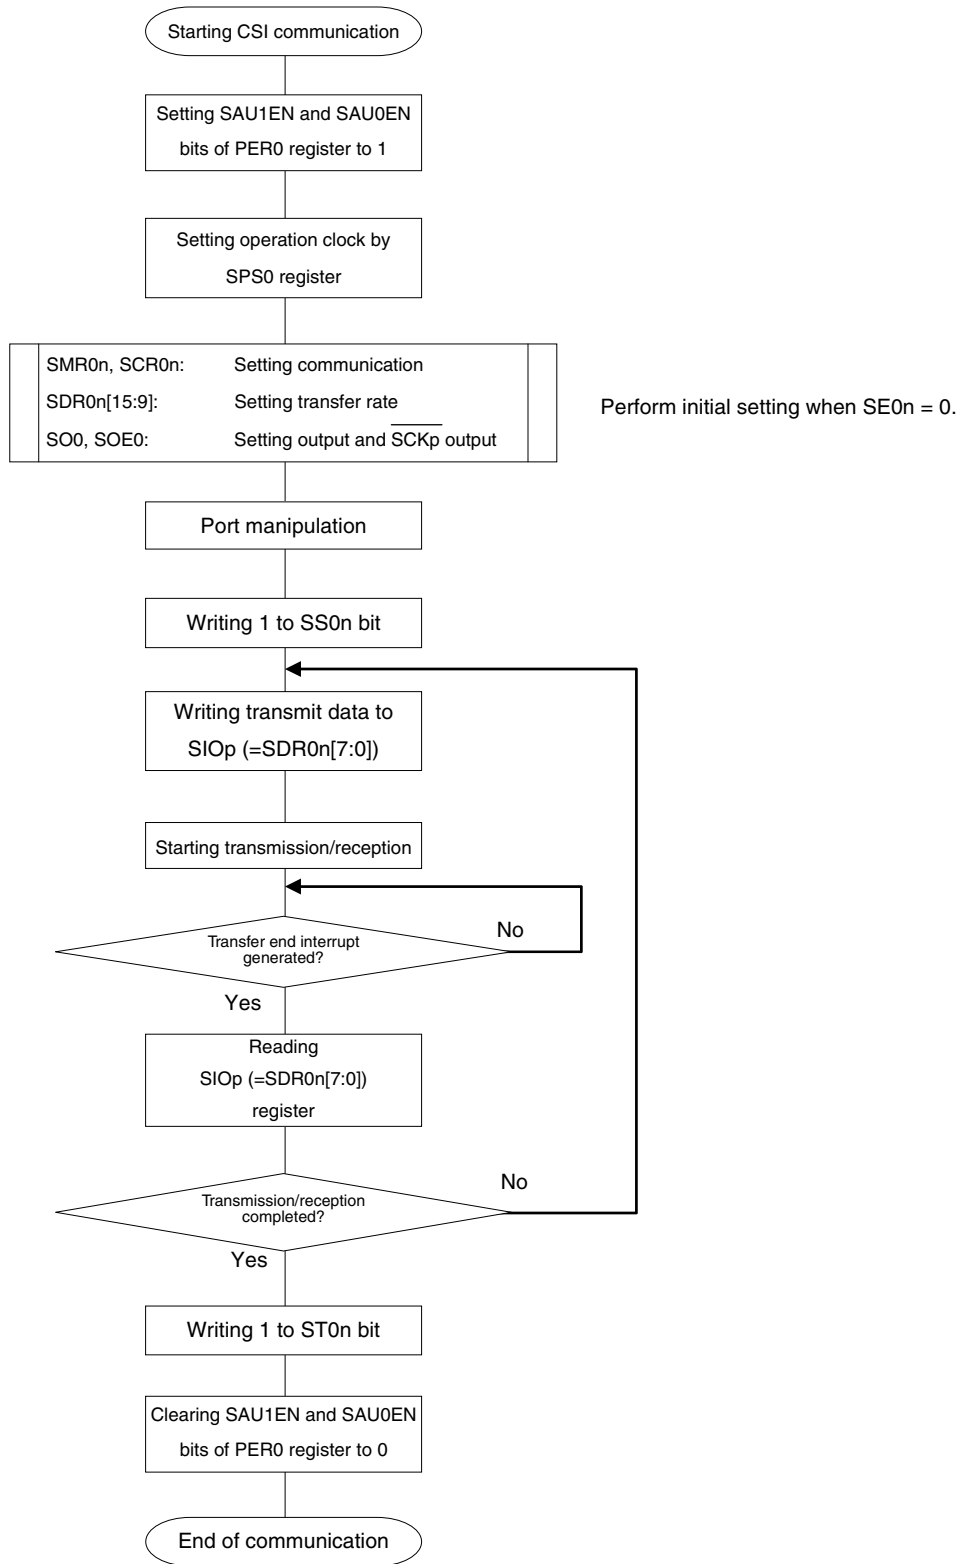 Starting CSI communication
Setting SAU1EN and SAU0EN
bits of PER0 register to 1
Setting operation clock by
SPS0 register
SMR0n, SCR0n: Setting communication
SDR0n[15:9]: Setting transfer rate
SO0, SOE0: Setting output and S̅C̅K̅p̅ output
Perform initial setting when SE0n = 0.
Port manipulation
Writing 1 to SS0n bit
Writing transmit data to
SIOp (=SDR0n[7:0])
Starting transmission/reception
Transfer end interrupt
generated?
No
Yes
Reading
SIOp (=SDR0n[7:0])
register
Transmission/reception
completed?
No
Yes
Writing 1 to ST0n bit
Clearing SAU1EN and SAU0EN
bits of PER0 register to 0
End of communication